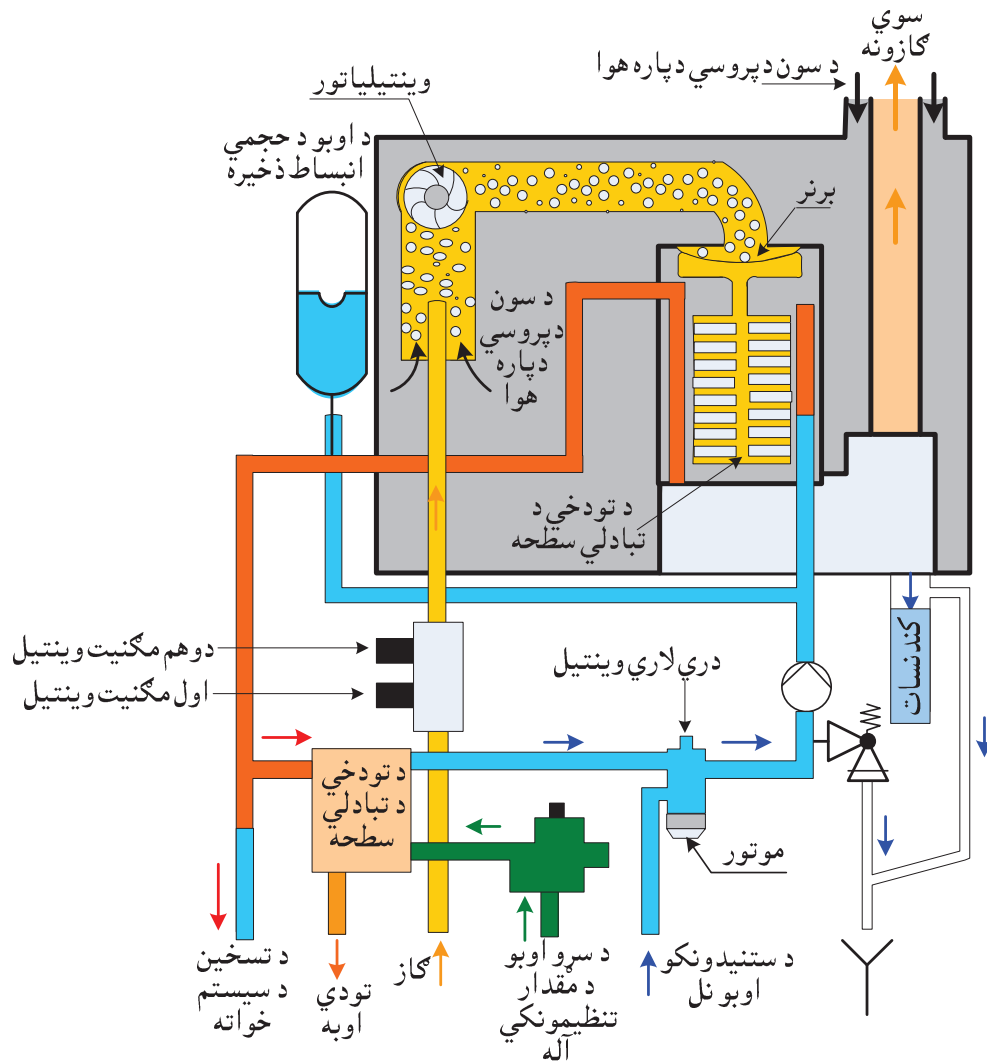 سوي
ګازونه
د سون دپروسي دپاره هوا
وينتيلياتور
د اوبو د حجمي
انبساط ذخيره
برنر
د سون
دپروسي
دپاره
هوا
د تودخي د
تبادلي سطحه
کندنسات
دوهم مګنيت وينتيل
اول مګنيت وينتيل
دري لاري وينتيل
د تودخي
د تبادلي
سطحه
موتور
د تسخين
د سيستم
خواته
تودي
اوبه
ګاز
د سرو اوبو
د مقدار
تنظيمونکي
آله
د ستنيدونکو
اوبو نل